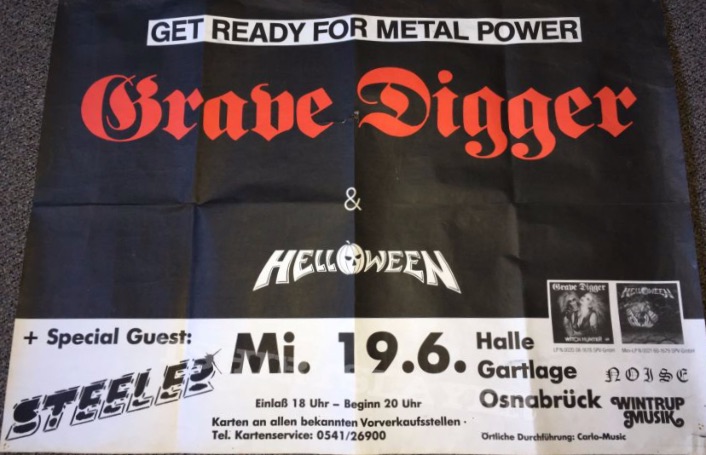 GET READY FOR METAL POWER
Grave Digger
&
HELLOWEEN
Grave Digger
WITCH HUNTER
HELLOWEEN
+ Special Guest:
STEELER
Mi. 19.6.
Halle
Gartlage
Osnabrück
NOISE
WINTRUP
MUSIK
Einlaß 18 Uhr – Beginn 20 Uhr
Karten an allen bekannten Vorverkaufsstellen ·
Tel. Kartenservice: 0541/26900
Örtliche Durchführung: Carlo-Music